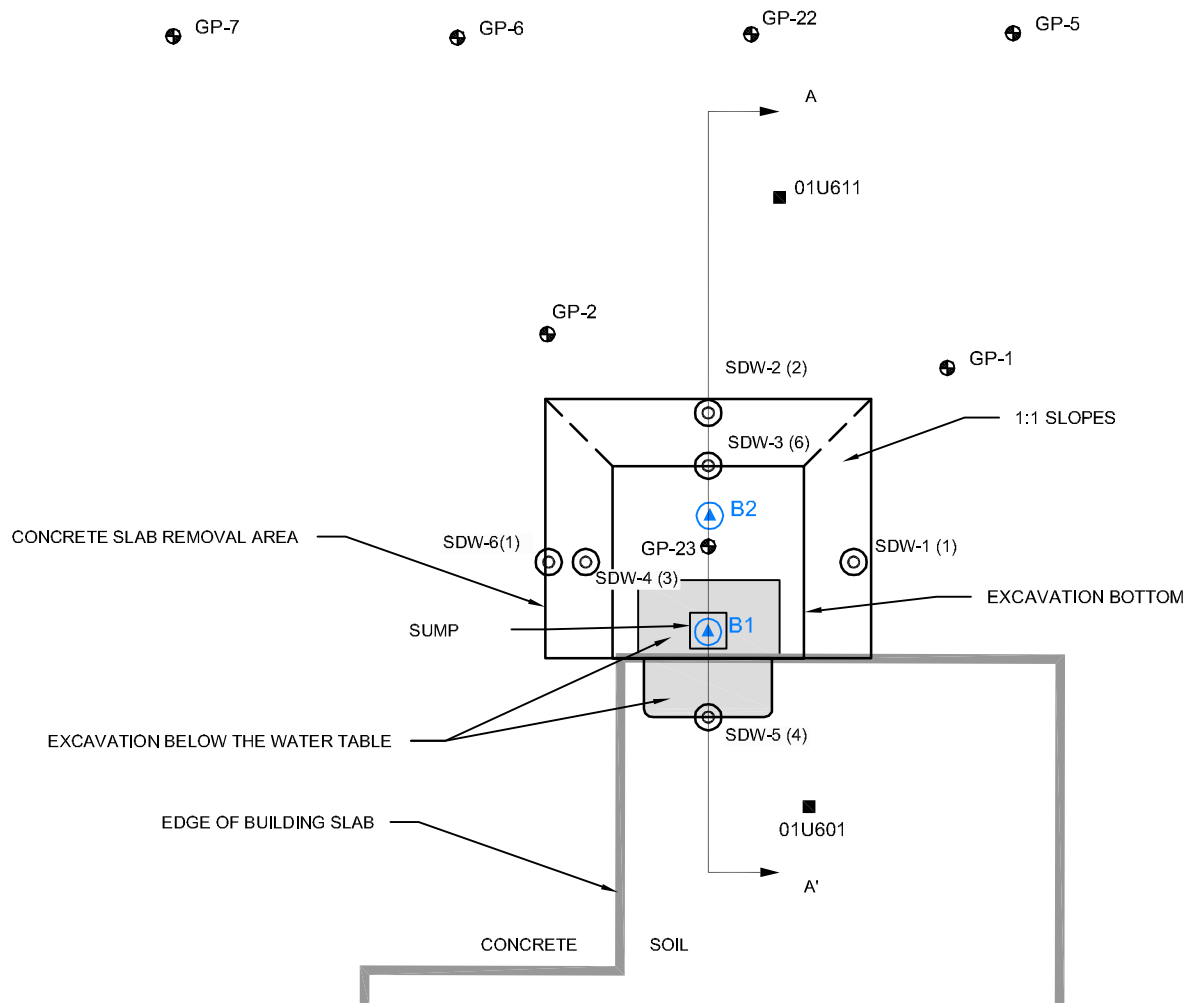 GP-7
GP-6
GP-22
GP-5
A
01U611
GP-2
GP-1
SDW-2 (2)
1:1 SLOPES
SDW-3 (6)
B2
CONCRETE SLAB REMOVAL AREA
SDW-6(1)
GP-23
SDW-1 (1)
SDW-4 (3)
EXCAVATION BOTTOM
SUMP
B1
EXCAVATION BELOW THE WATER TABLE
SDW-5 (4)
EDGE OF BUILDING SLAB
01U601
A'
CONCRETE
SOIL